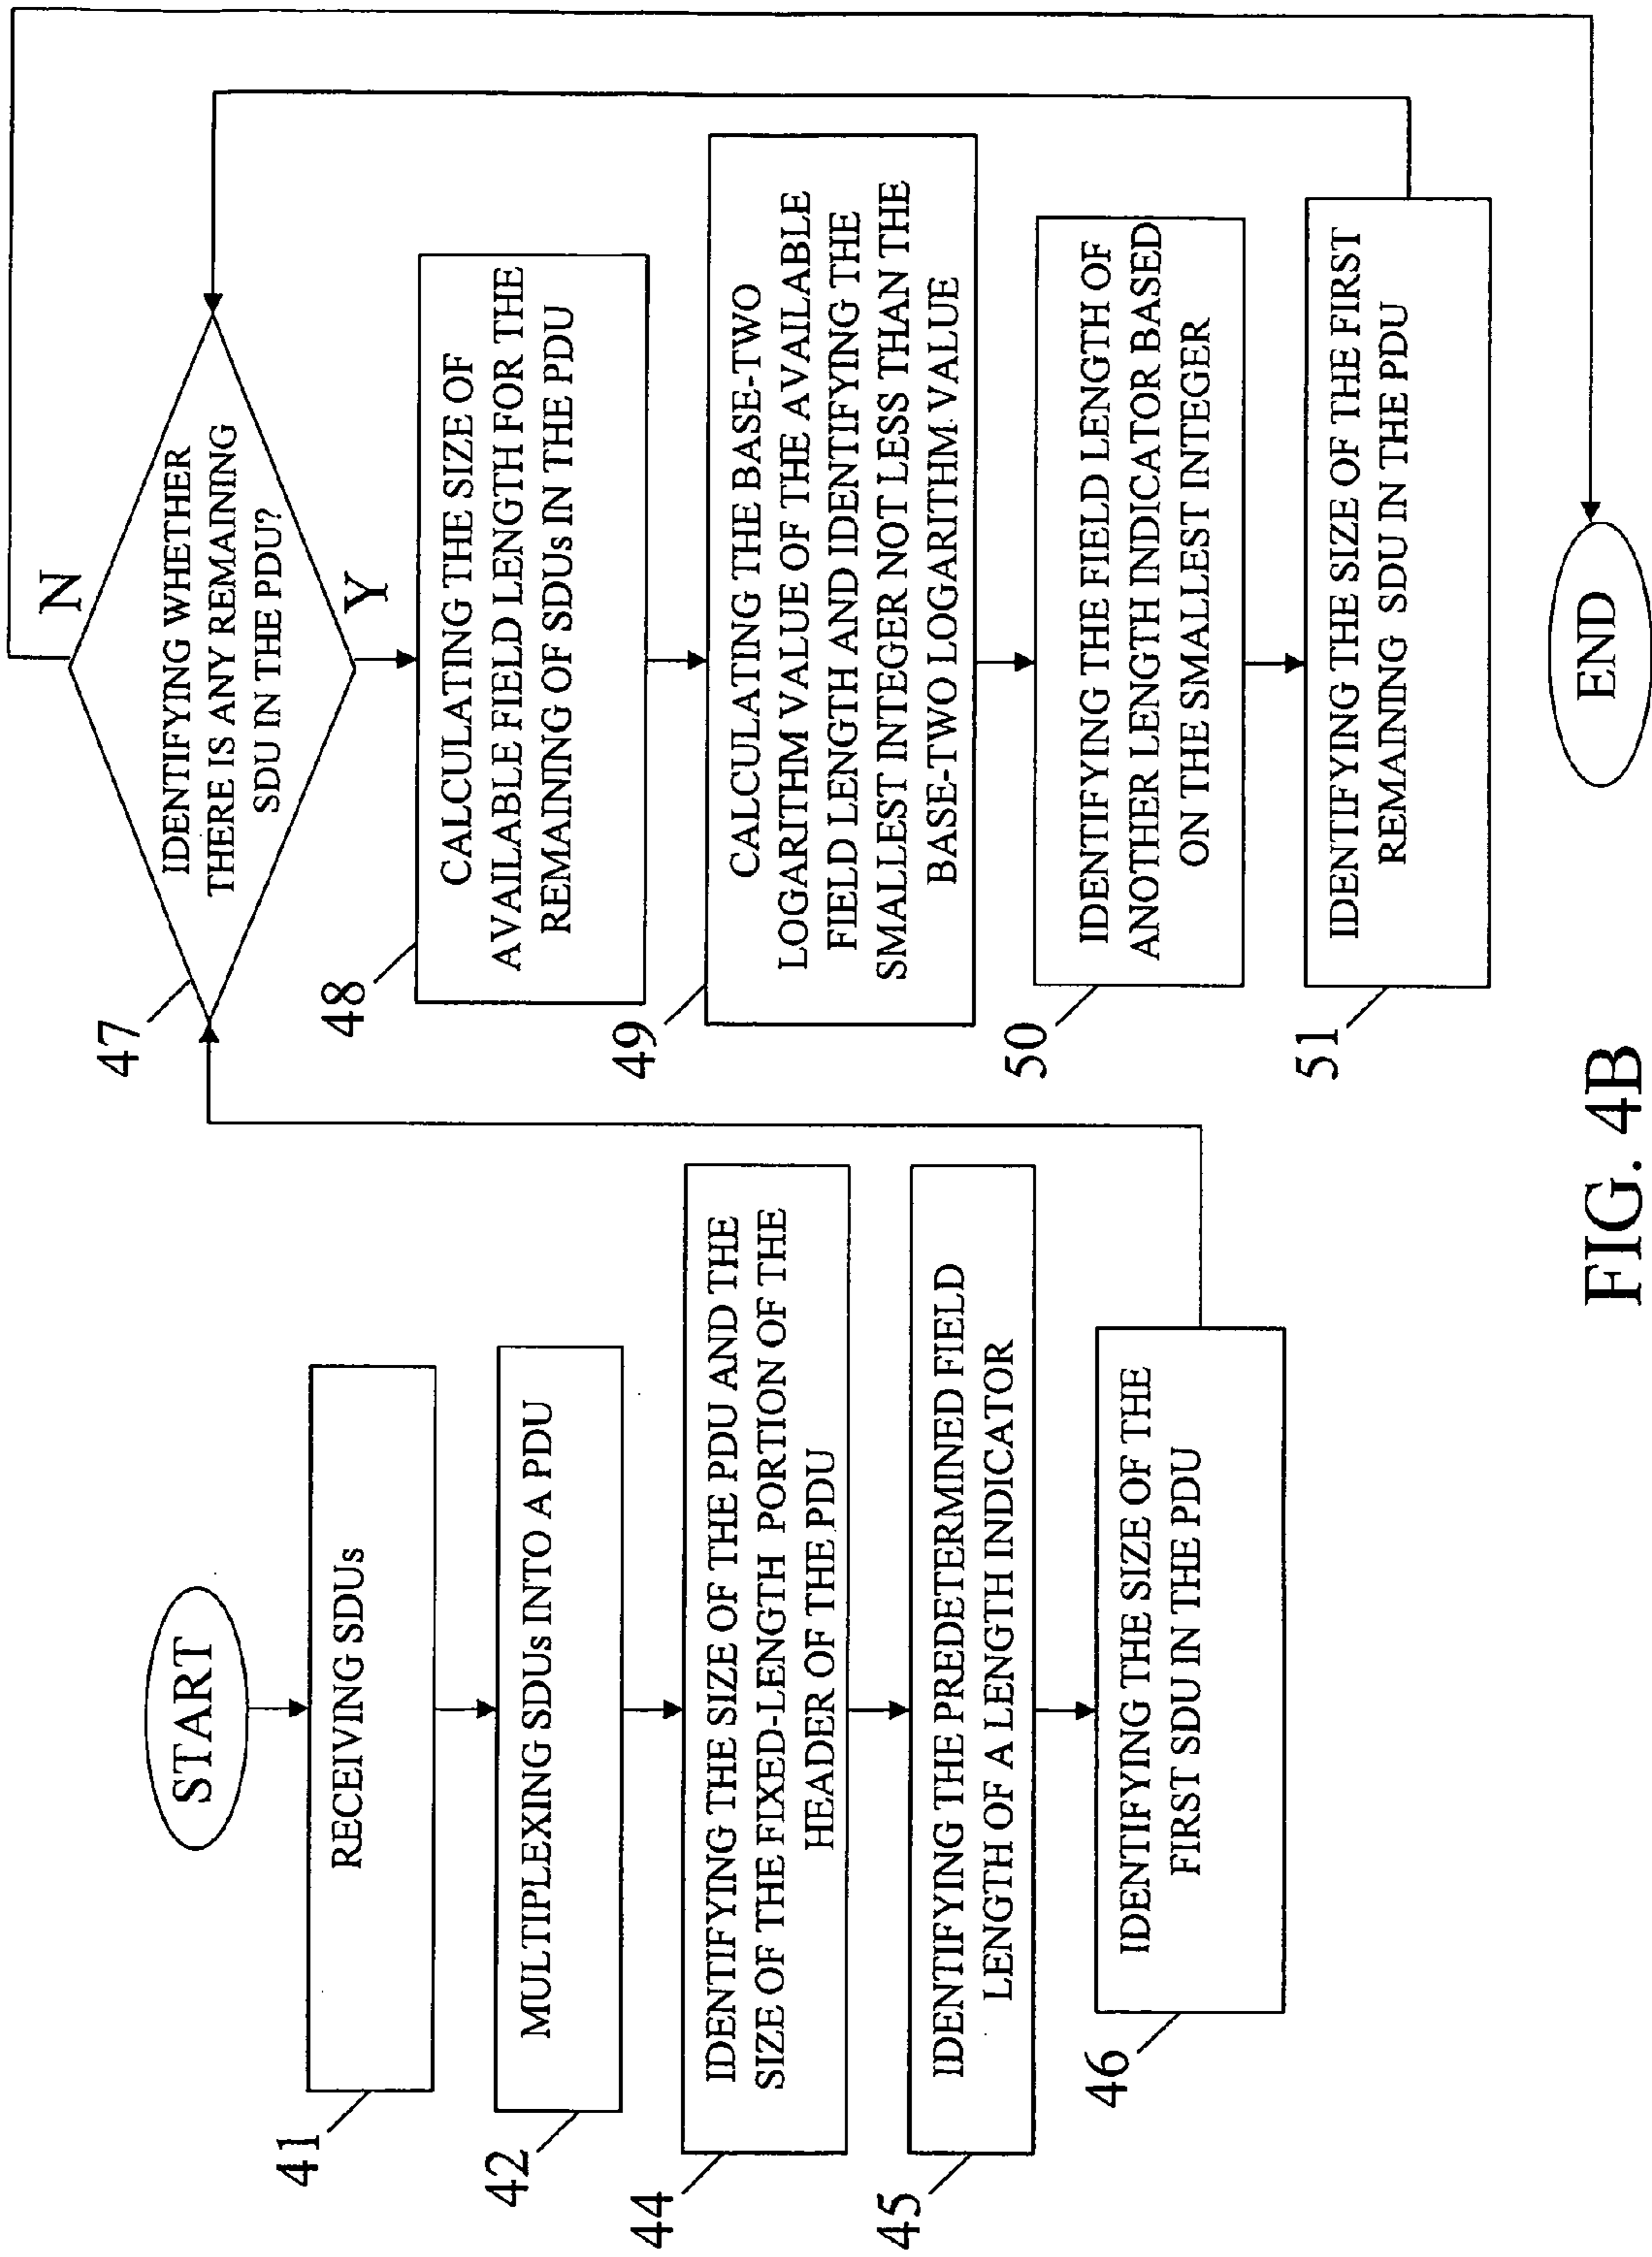 START
RECEIVING SDUs
41
MULTIPLEXING SDUs INTO A PDU
42
IDENTIFYING THE SIZE OF THE PDU AND THE
SIZE OF THE FIXED-LENGTH PORTION OF THE
HEADER OF THE PDU
44
IDENTIFYING THE PREDETERMINED FIELD
LENGTH OF A LENGTH INDICATOR
45
IDENTIFYING THE SIZE OF THE
FIRST SDU IN THE PDU
46
IDENTIFYING WHETHER
THERE IS ANY REMAINING
SDU IN THE PDU?
47
N
Y
CALCULATING THE SIZE OF
AVAILABLE FIELD LENGTH FOR THE
REMAINING OF SDUs IN THE PDU
48
CALCULATING THE BASE-TWO
LOGARITHM VALUE OF THE AVAILABLE
FIELD LENGTH AND IDENTIFYING THE
SMALLEST INTEGER NOT LESS THAN THE
BASE-TWO LOGARITHM VALUE
49
IDENTIFYING THE FIELD LENGTH OF
ANOTHER LENGTH INDICATOR BASED
ON THE SMALLEST INTEGER
50
IDENTIFYING THE SIZE OF THE FIRST
REMAINING SDU IN THE PDU
51
END
FIG. 4B